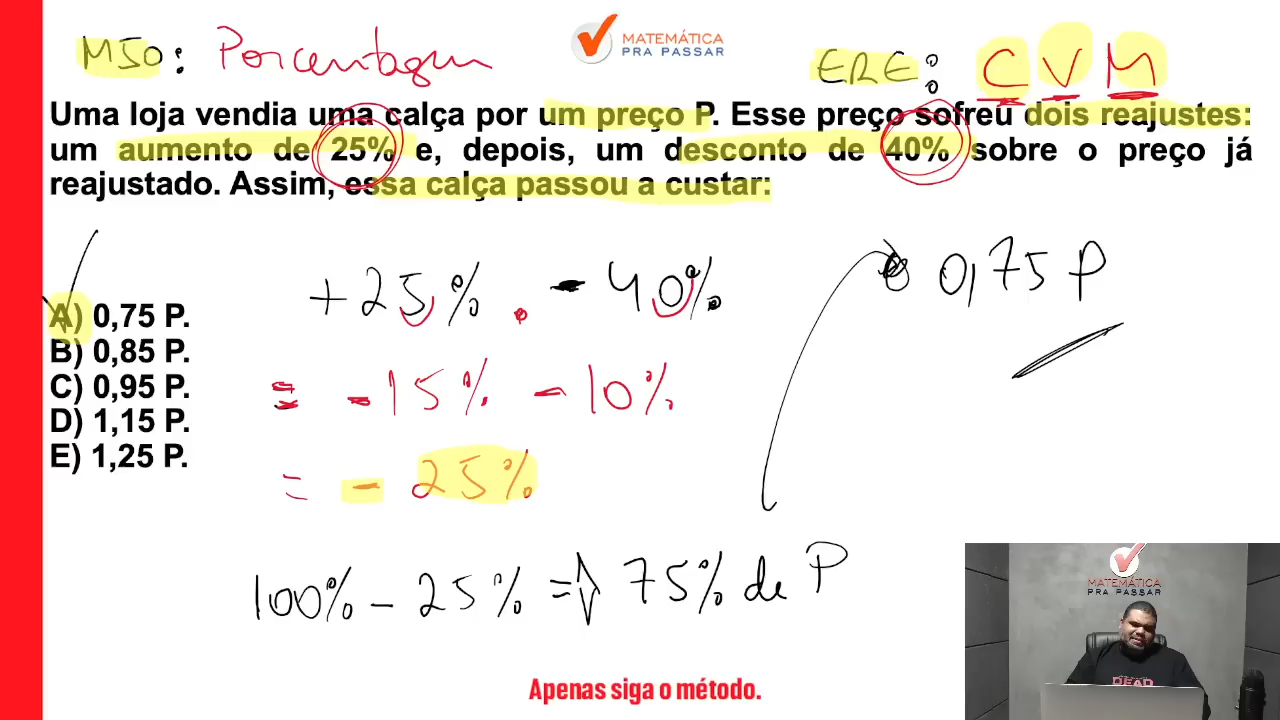 M50: Porcentagem
MATEMÁTICA
PRA PASSAR
ERE: C V M
Uma loja vendia uma calça por um preço P. Esse preço sofreu dois reajustes:
um aumento de 25% e, depois, um desconto de 40% sobre o preço já
reajustado. Assim, essa calça passou a custar:
+25% . -40%.
0,75 P
A) 0,75 P.
B) 0,85 P.
C) 0,95 P.
D) 1,15 P.
E) 1,25 P.
= -15% -10%
= - 25%
100% - 25% => 75% de P
MATEMÁTICA
PRA PASSAR
DEAD
Apenas siga o método.